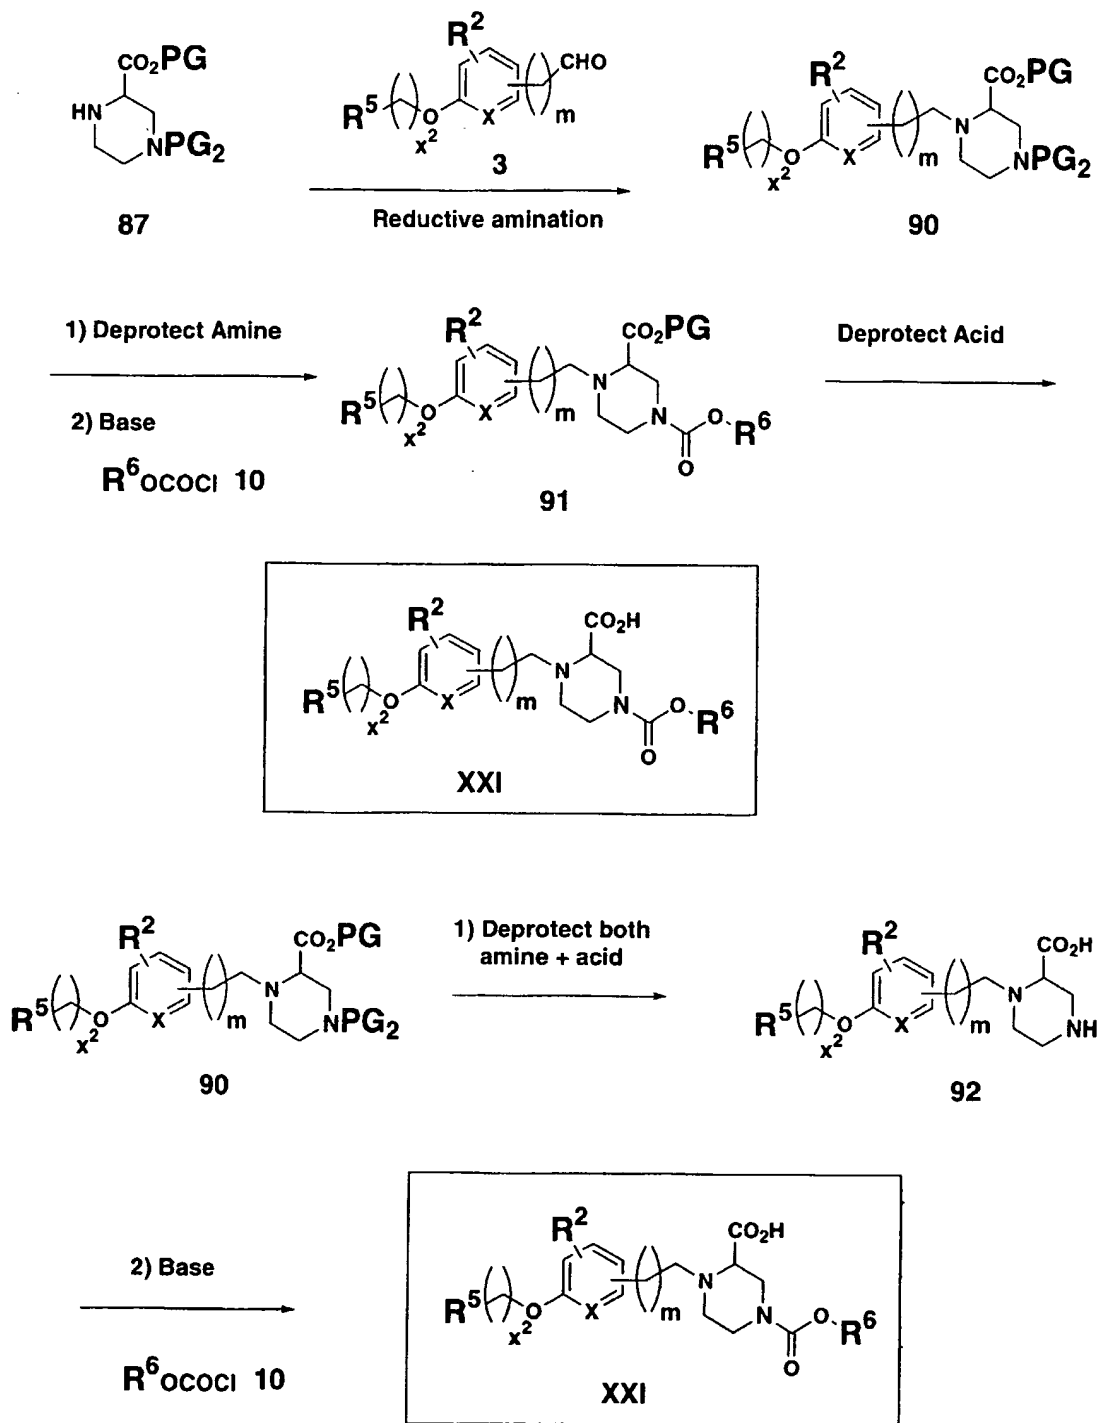 CO2PG
HN
NPG2
87
R2
CHO
R5
O
X
x2
m
3
Reductive amination
R2
CO2PG
R5
O
X
x2
m
N
NPG2
90
1) Deprotect Amine
2) Base
R6OCOCl 10
R2
CO2PG
R5
O
X
x2
m
N
N
O
R6
O
91
Deprotect Acid
R2
CO2H
R5
O
X
x2
m
N
N
O
R6
O
XXI
R2
CO2PG
R5
O
X
x2
m
N
NPG2
90
1) Deprotect both
amine + acid
R2
CO2H
R5
O
X
x2
m
N
NH
92
2) Base
R6OCOCl 10
R2
CO2H
R5
O
X
x2
m
N
N
O
R6
O
XXI